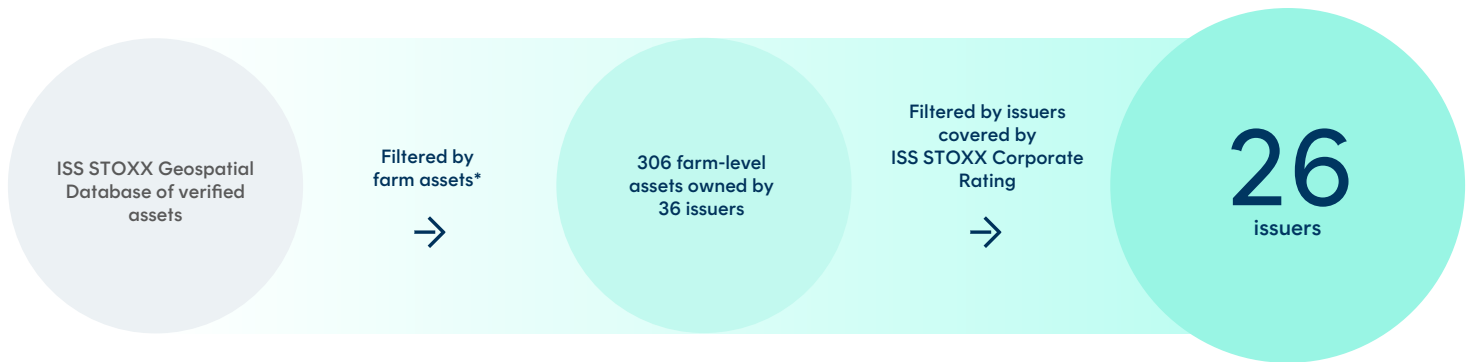 ISS STOXX Geospatial
Database of verified
assets
Filtered by
farm assets*
306 farm-level
assets owned by
36 issuers
Filtered by issuers
covered by
ISS STOXX Corporate
Rating
26
issuers